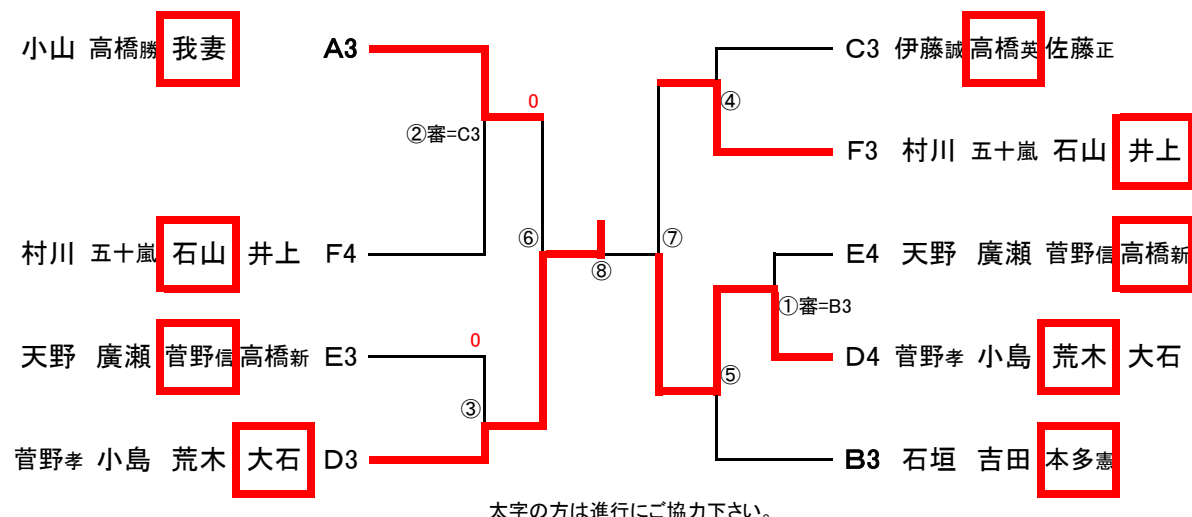 小山 高橋勝 我妻 A3
C3 伊藤誠 高橋英 佐藤正
0
④
②審=C3
F3 村川 五十嵐 石山 井上
村川 五十嵐 石山 井上 F4
⑥
⑧
⑦
E4 天野 廣瀬 菅野信 高橋新
①審=B3
天野 廣瀬 菅野信 高橋新 E3
0
D4 菅野孝 小島 荒木 大石
③
⑤
菅野孝 小島 荒木 大石 D3
B3 石垣 吉田 本多憲
太字の方は進行にご協力下さい。